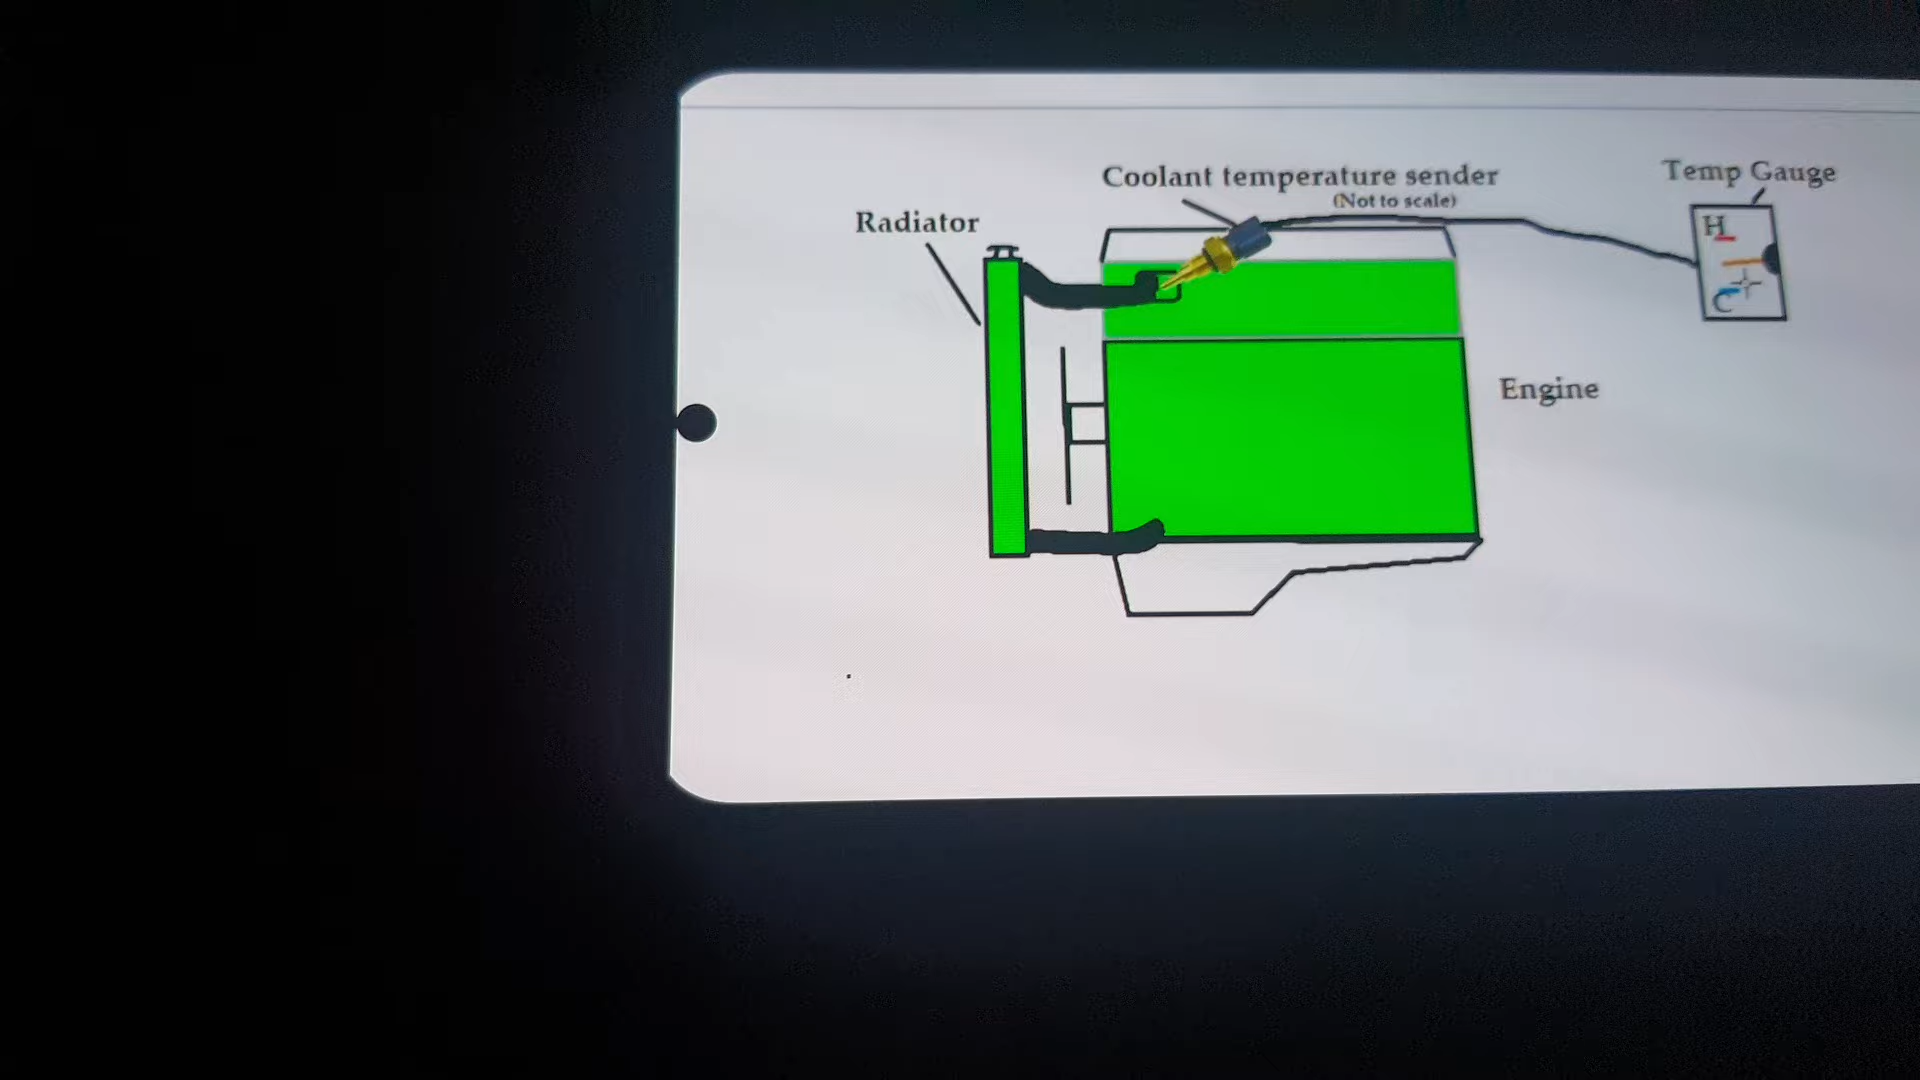 Coolant temperature sender
(Not to scale)
Temp Gauge
Radiator
H
C
Engine